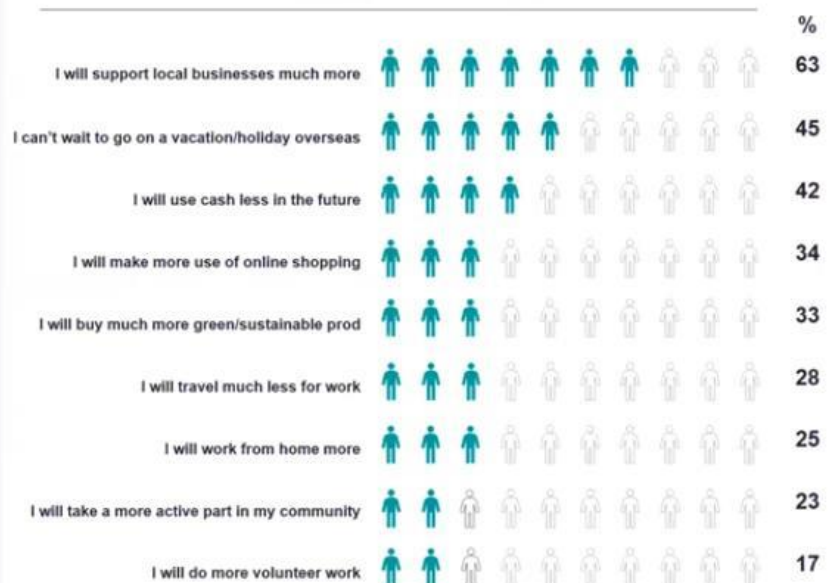 %
I will support local businesses much more 63
I can't wait to go on a vacation/holiday overseas 45
I will use cash less in the future 42
I will make more use of online shopping 34
I will buy much more green/sustainable prod 33
I will travel much less for work 28
I will work from home more 25
I will take a more active part in my community 23
I will do more volunteer work 17